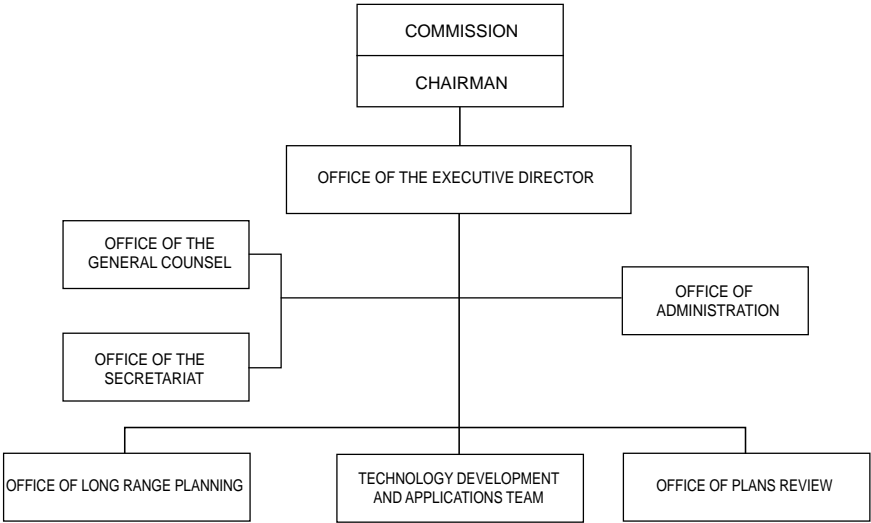 COMMISSION
CHAIRMAN
OFFICE OF THE EXECUTIVE DIRECTOR
OFFICE OF THE
GENERAL COUNSEL
OFFICE OF
ADMINISTRATION
OFFICE OF THE
SECRETARIAT
OFFICE OF LONG RANGE PLANNING
TECHNOLOGY DEVELOPMENT
AND APPLICATIONS TEAM
OFFICE OF PLANS REVIEW